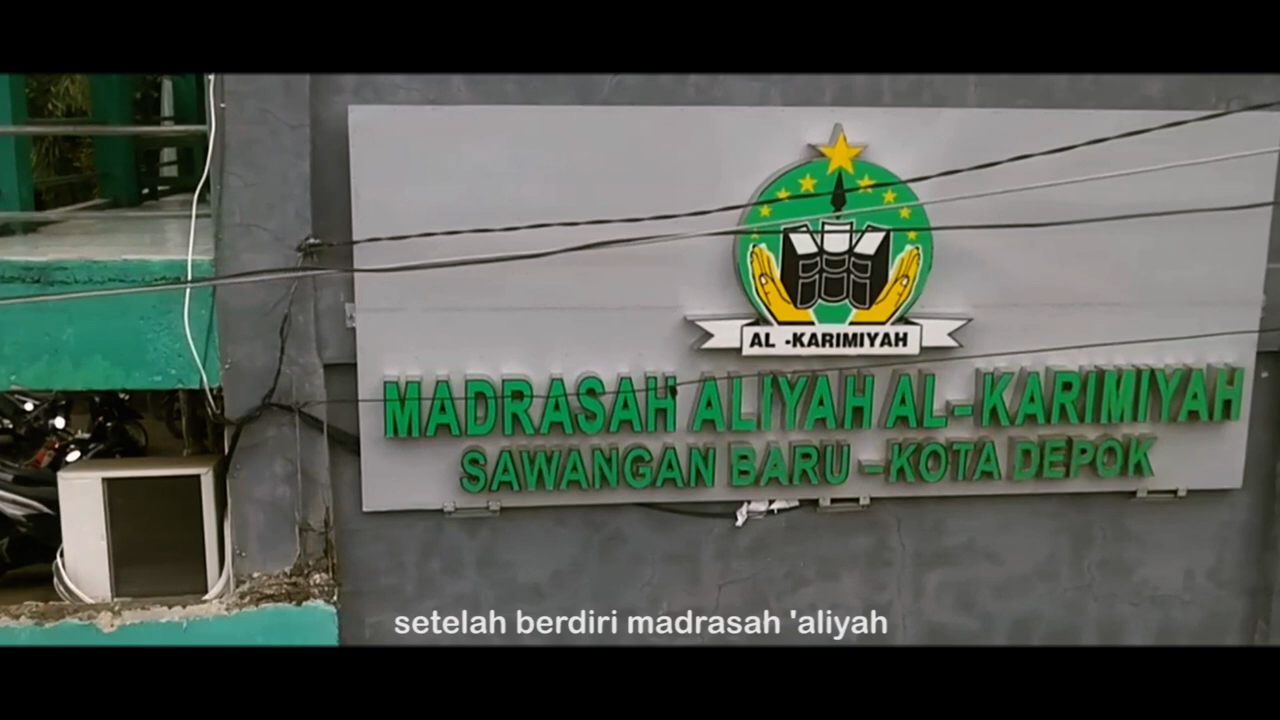 AL -KARIMIYAH
MADRASAH ALIYAH AL-KARIMIYAH
SAWANGAN BARU -KOTA DEPOK
setelah berdiri madrasah 'aliyah